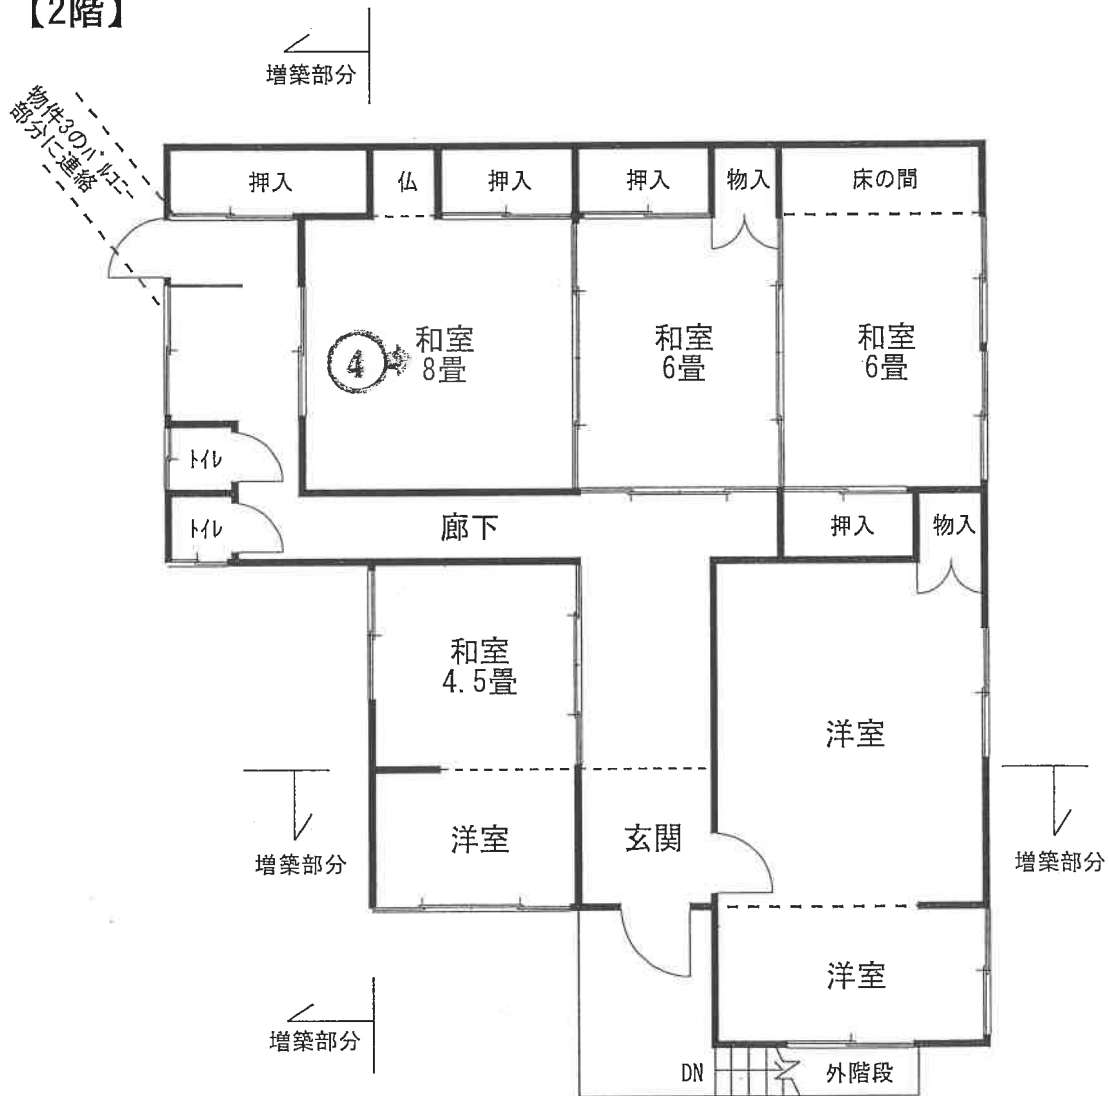 【2階】
増築部分
物件3のバルコニー
部分に連絡
押入
仏
押入
押入
物入
床の間
④
和室
8畳
和室
6畳
和室
6畳
トイレ
トイレ
廊下
押入
物入
和室
4.5畳
洋室
洋室
玄関
増築部分
増築部分
洋室
増築部分
DN
外階段